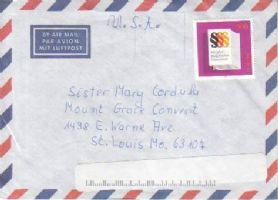 U.S.A.
BY AIR MAIL
PAR AVION
MIT LUFTPOST
Sister Mary Cordula
Mount Grace Convent
1438 E. Warne Ave
St. Louis Mo. 63107